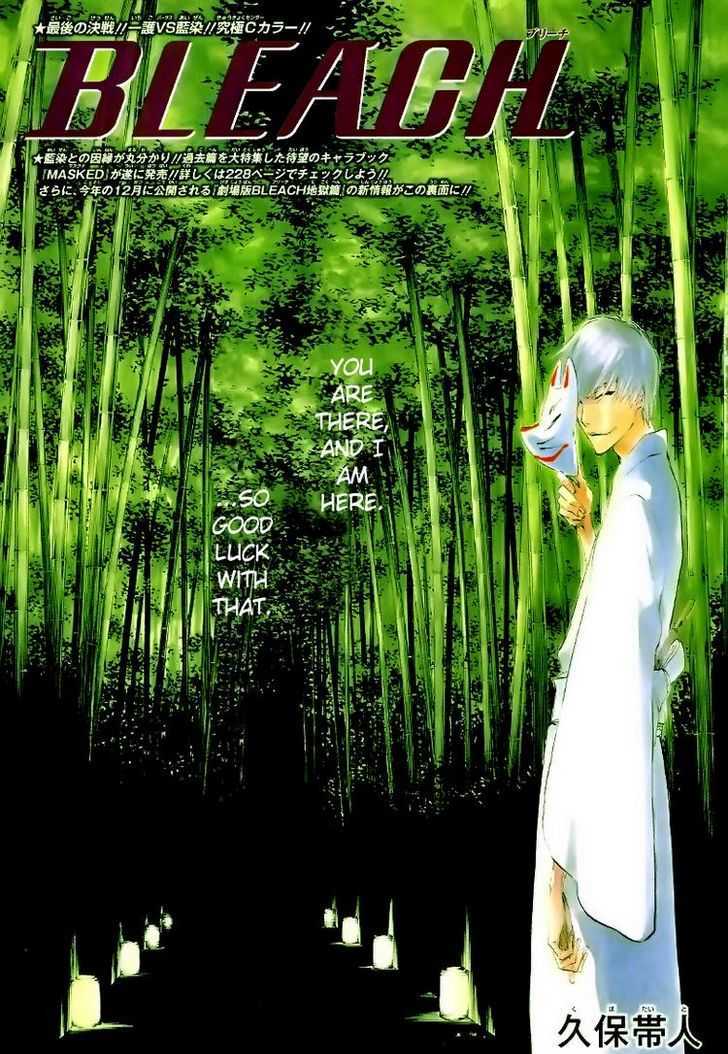 ★最後の決戦!!一護VS藍染!!究極Cカラー!!
BLEACH
ブリーチ
★藍染との因縁が丸分かり!!過去篇を大特集した待望のキャラブック
『MASKED』が遂に発売!!詳しくは228ページでチェックしよう!!
さらに、今年の12月に公開される『劇場版BLEACH地獄篇』の新情報がこの裏面に!!
YOU
ARE
THERE,
AND I
AM
HERE.
...SO
GOOD
LUCK
WITH
THAT.
久保帯人